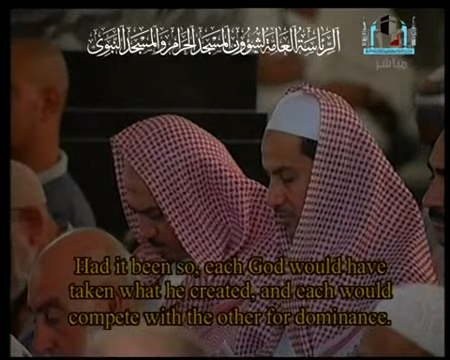 الرئاسة العامة لشؤون المسجد الحرام والمسجد النبوي
مباشر
Had it been so, each God would have
taken what he created, and each would
compete with the other for dominance.